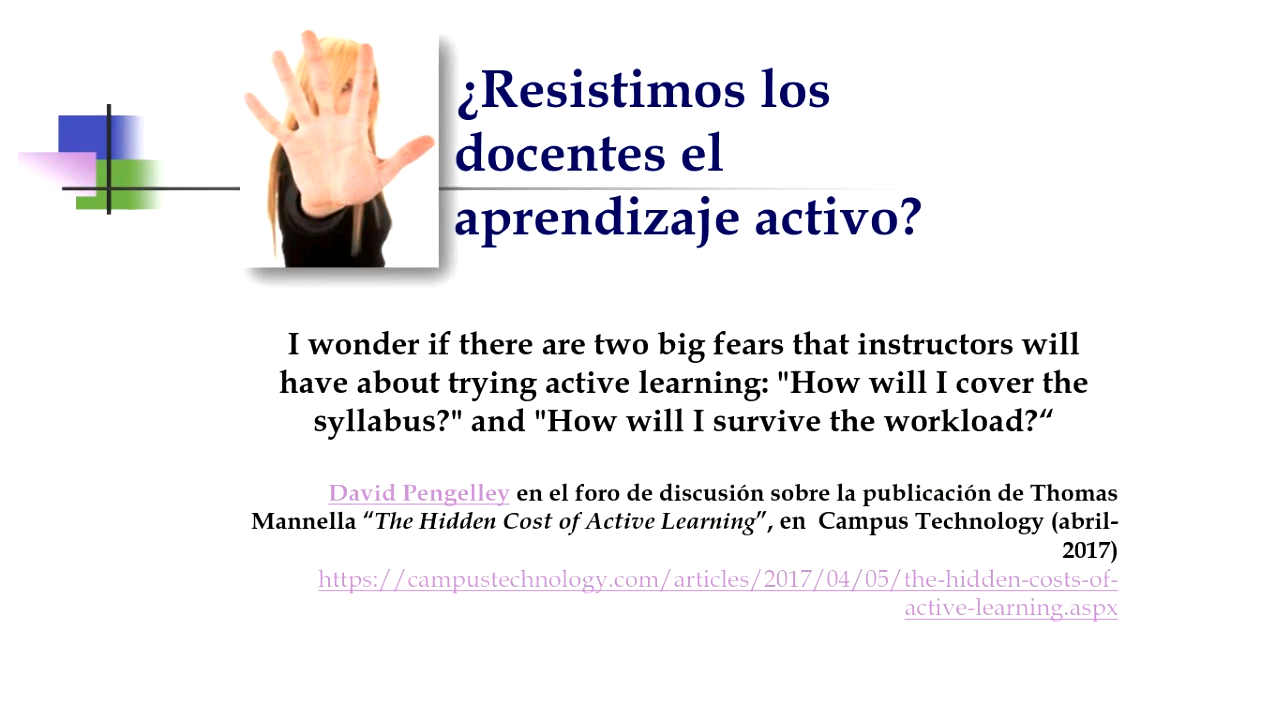 ¿Resistimos los
docentes el
aprendizaje activo?
I wonder if there are two big fears that instructors will
have about trying active learning: "How will I cover the
syllabus?" and "How will I survive the workload?“
David Pengelley en el foro de discusión sobre la publicación de Thomas
Mannella “The Hidden Cost of Active Learning”, en  Campus Technology (abril-
2017)
https://campustechnology.com/articles/2017/04/05/the-hidden-costs-of-
active-learning.aspx